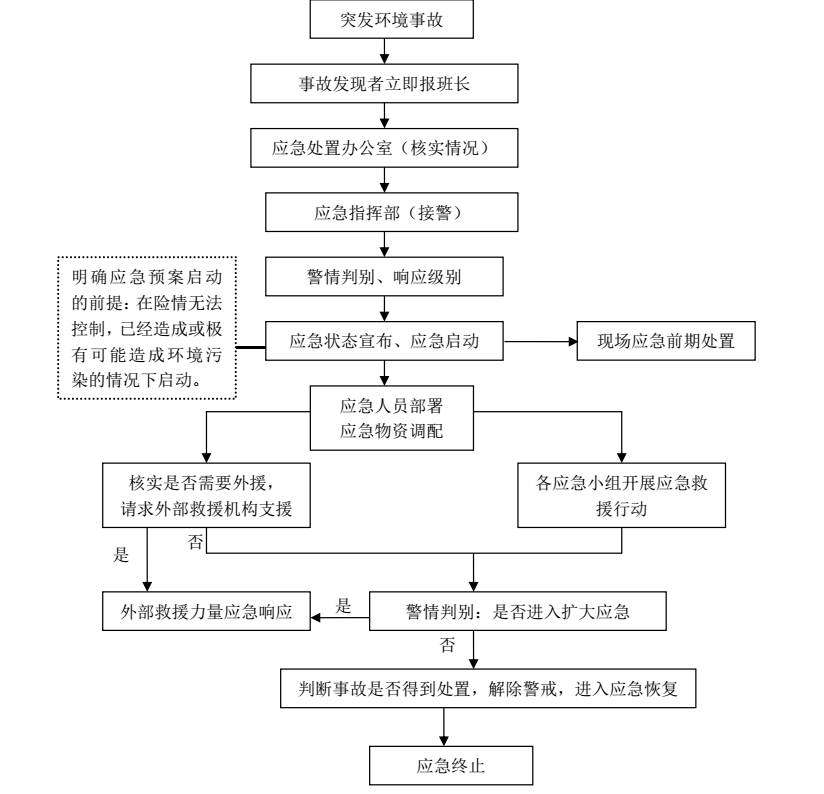 突发环境事故
事故发现者立即报班长
应急处置办公室（核实情况）
应急指挥部（接警）
警情判别、响应级别
明确应急预案启动
的前提：在险情无法
控制，已经造成或极
有可能造成环境污
染的情况下启动。
应急状态宣布、应急启动
现场应急前期处置
应急人员部署
应急物资调配
核实是否需要外援，
请求外部救援机构支援
各应急小组开展应急救
援行动
是
否
外部救援力量应急响应
是
警情判别：是否进入扩大应急
否
判断事故是否得到处置，解除警戒，进入应急恢复
应急终止